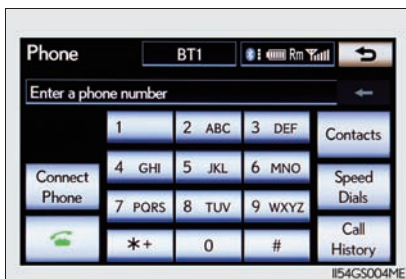 Phone BT1 Rm
Enter a phone number
1 2 ABC 3 DEF Contacts
Connect Phone 4 GHI 5 JKL 6 MNO Speed Dials
7 PQRS 8 TUV 9 WXYZ
*+ 0 # Call History
II54GS004ME